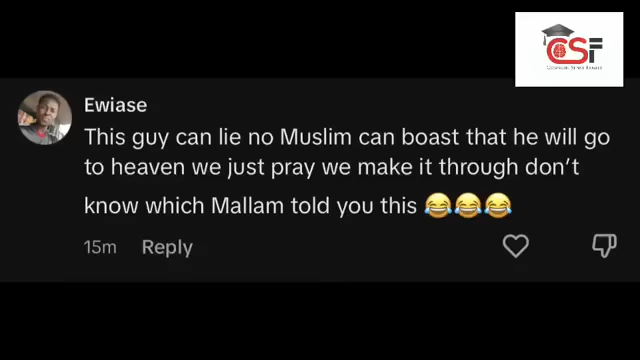 CSF
Ewiase
This guy can lie no Muslim can boast that he will go
to heaven we just pray we make it through don't
know which Mallam told you this 😂😂😂
15m Reply